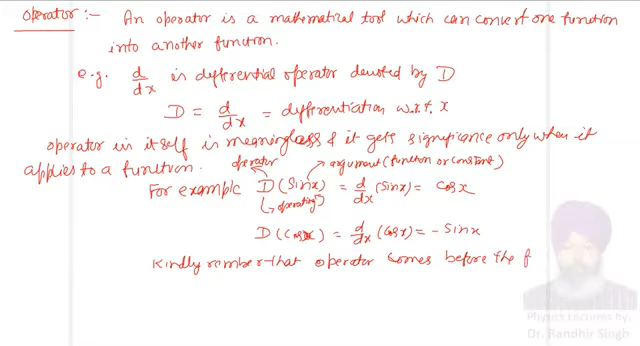 Operator :- An operator is a mathematical tool which can convert one function
into another function.
e.g. d/dx is differential operator denoted by D
D = d/dx = differentiation w.r.t. x
operator in itself is meaningless & it gets significance only when it
applies to a function.
operator argument (function or constant)
For example D (Sinx) = d/dx (sinx) = cosx
operating
D (cosx) = d/dx (cosx) = - sinx
Kindly remember that operator comes before the f
Physics Lectures by:
Dr. Randhir Singh